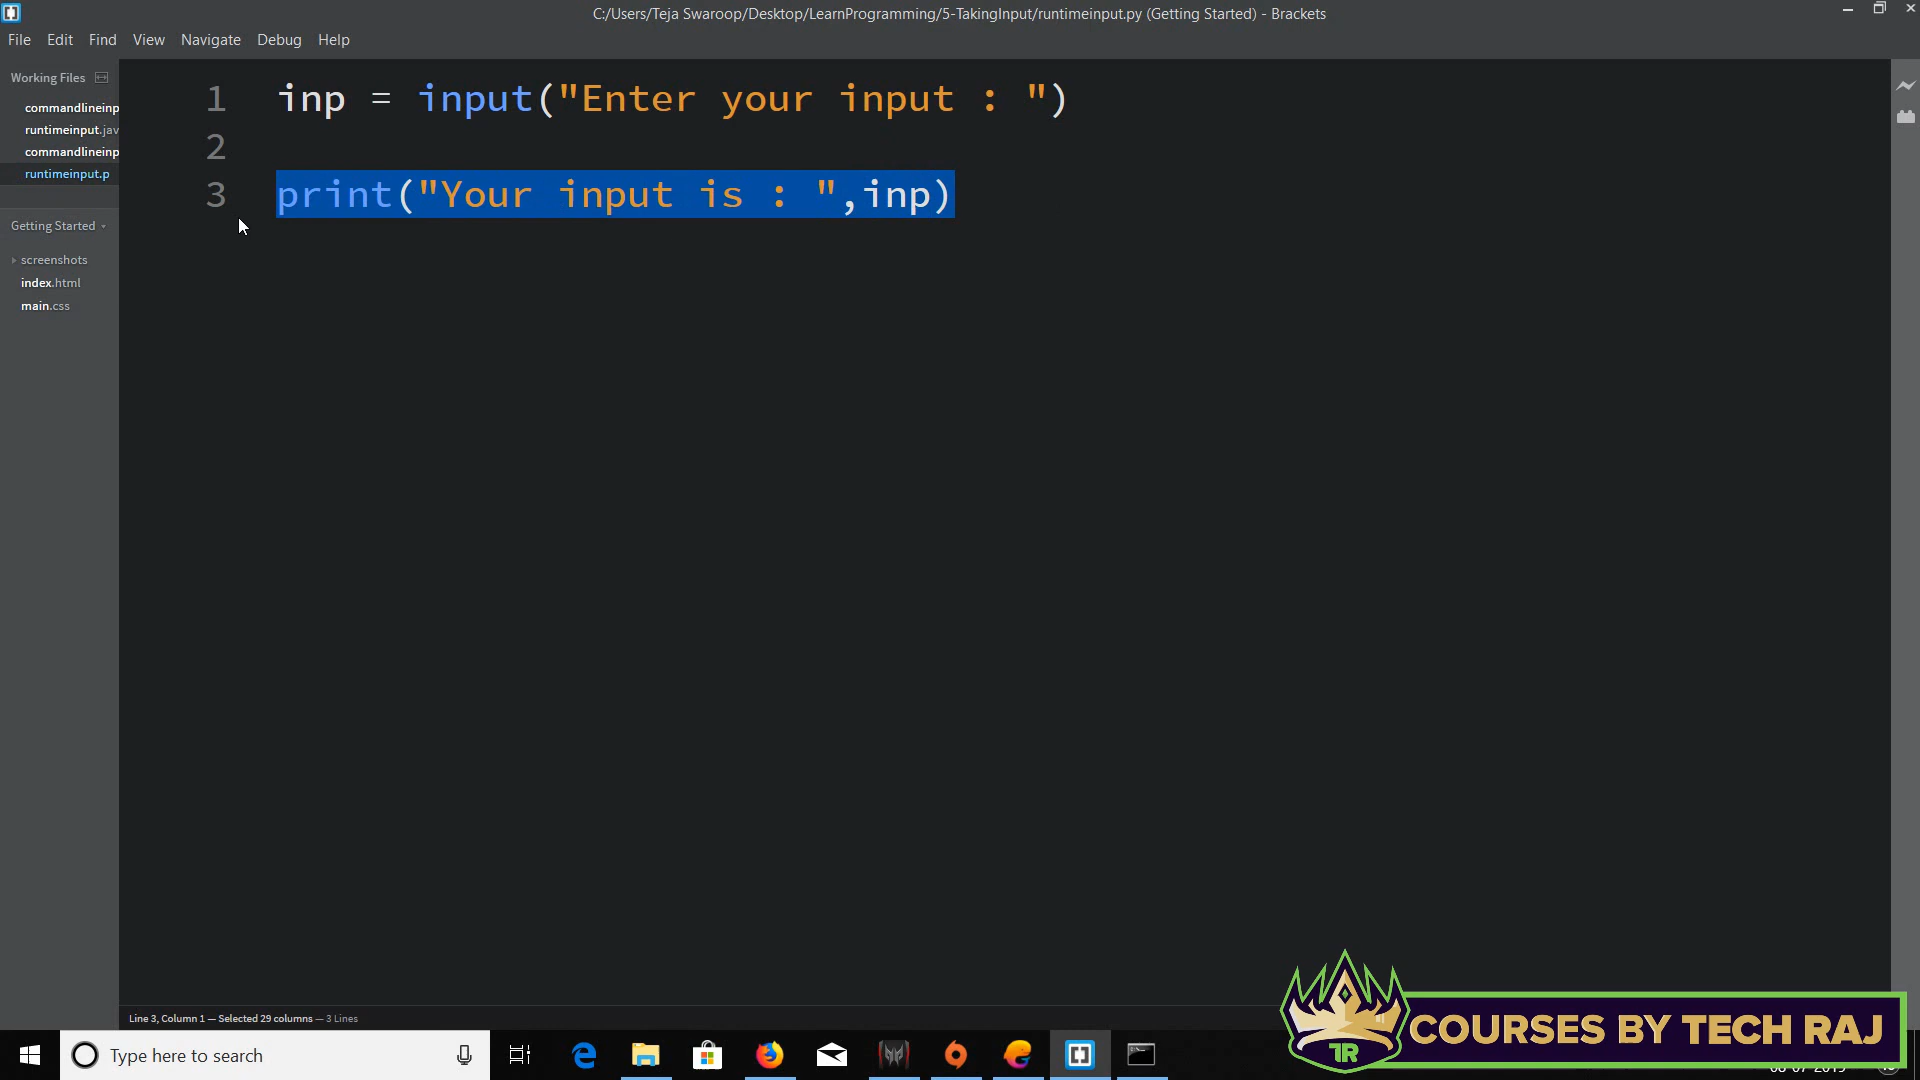 C:/Users/Teja Swaroop/Desktop/LearnProgramming/5-TakingInput/runtimeinput.py (Getting Started) - Brackets
File Edit Find View Navigate Debug Help
Working Files
commandlineinp
runtimeinput.jav
commandlineinp
runtimeinput.p
Getting Started
screenshots
index.html
main.css
1 inp = input("Enter your input : ")
2
3 print("Your input is : ",inp)
Line 3, Column 1 — Selected 29 columns — 3 Lines
Type here to search
TR
COURSES BY TECH RAJ